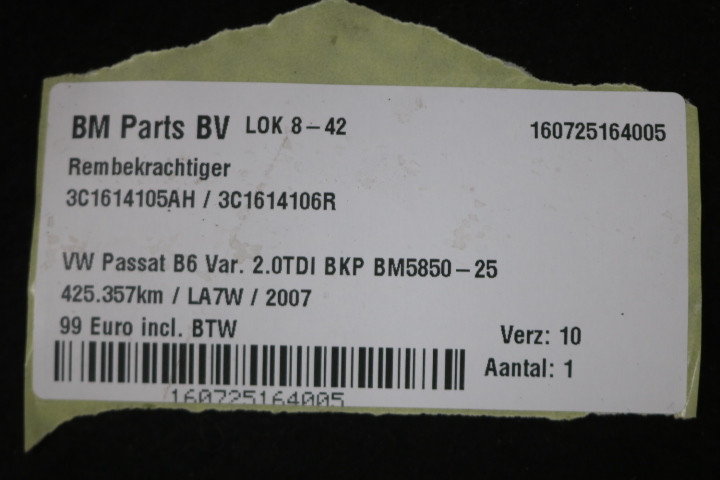 BM Parts BV LOK 8-42 160725164005
Rembekrachtiger
3C1614105AH / 3C1614106R
VW Passat B6 Var. 2.0TDI BKP BM5850-25
425.357km / LA7W / 2007
99 Euro incl. BTW
Verz: 10
Aantal: 1
160725164005